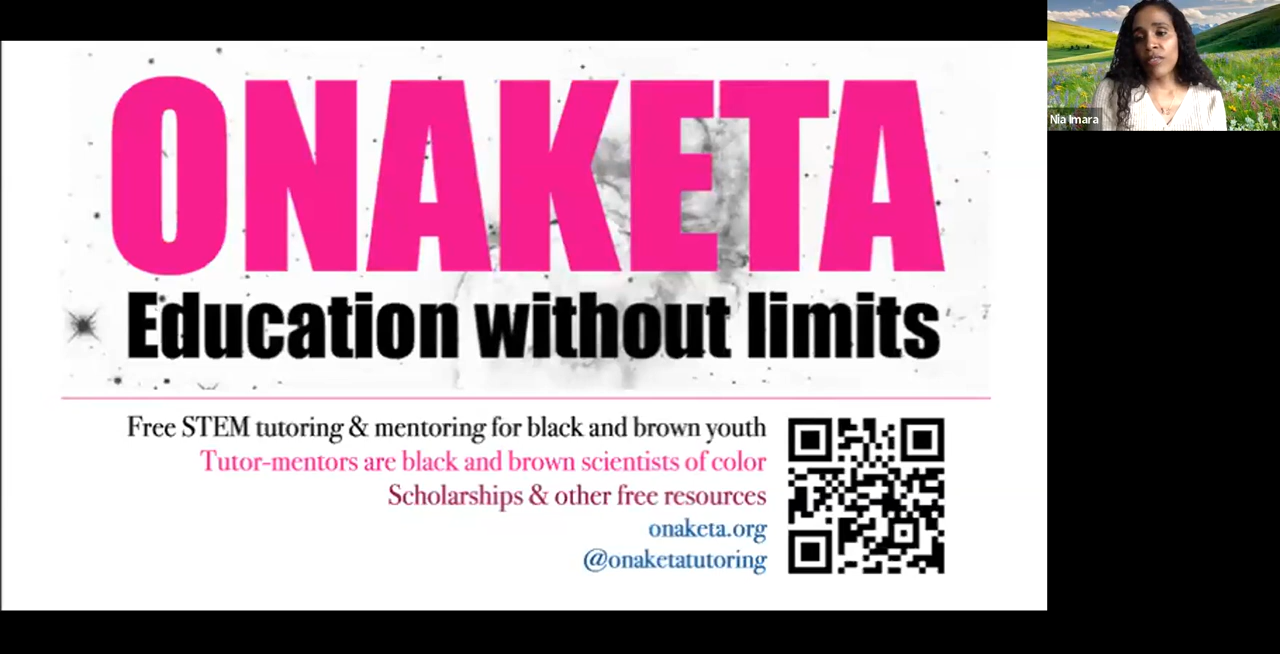 ONAKETA
Education without limits
Free STEM tutoring & mentoring for black and brown youth
Tutor-mentors are black and brown scientists of color
Scholarships & other free resources
onaketa.org
@onaketatutoring
Nia Imara